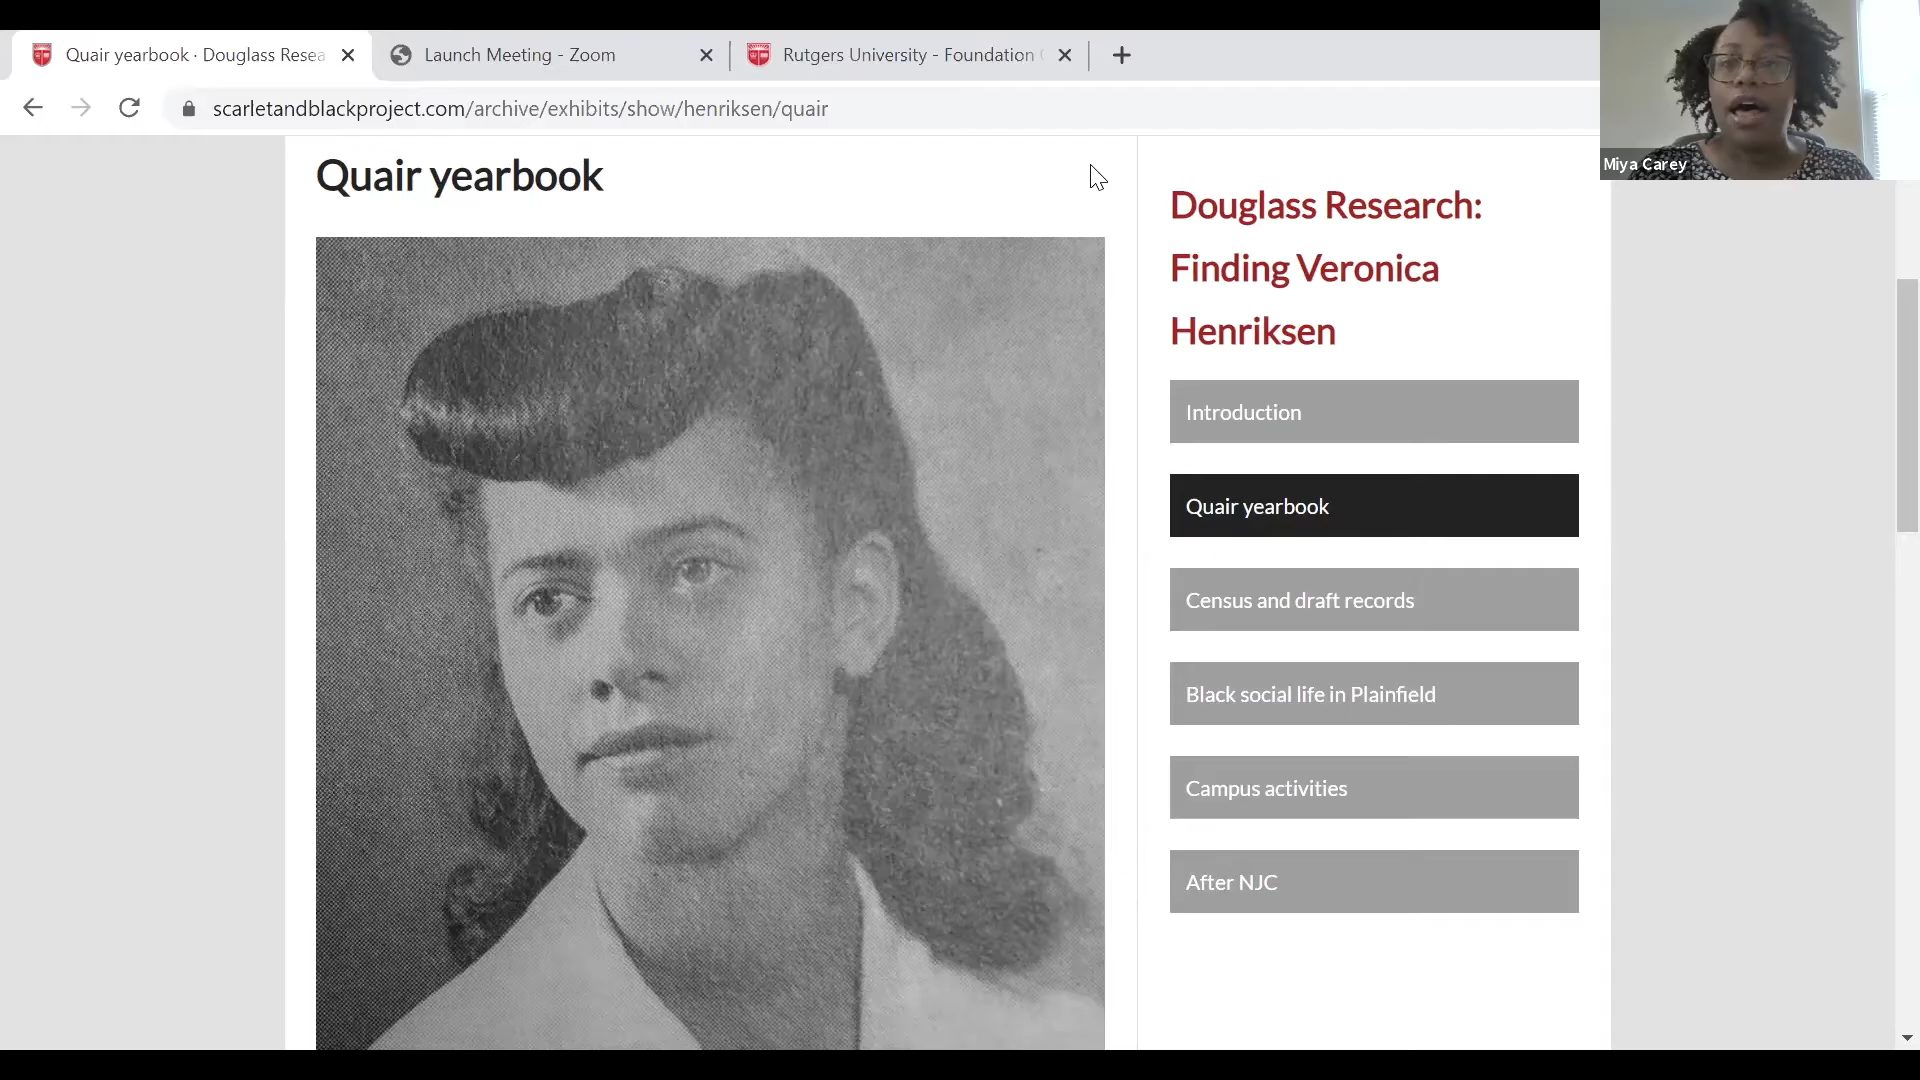 Quair yearbook · Douglass Resea
Launch Meeting - Zoom
Rutgers University - Foundation
scarletandblackproject.com/archive/exhibits/show/henriksen/quair
Miya Carey
Quair yearbook
Douglass Research:
Finding Veronica
Henriksen
Introduction
Quair yearbook
Census and draft records
Black social life in Plainfield
Campus activities
After NJC